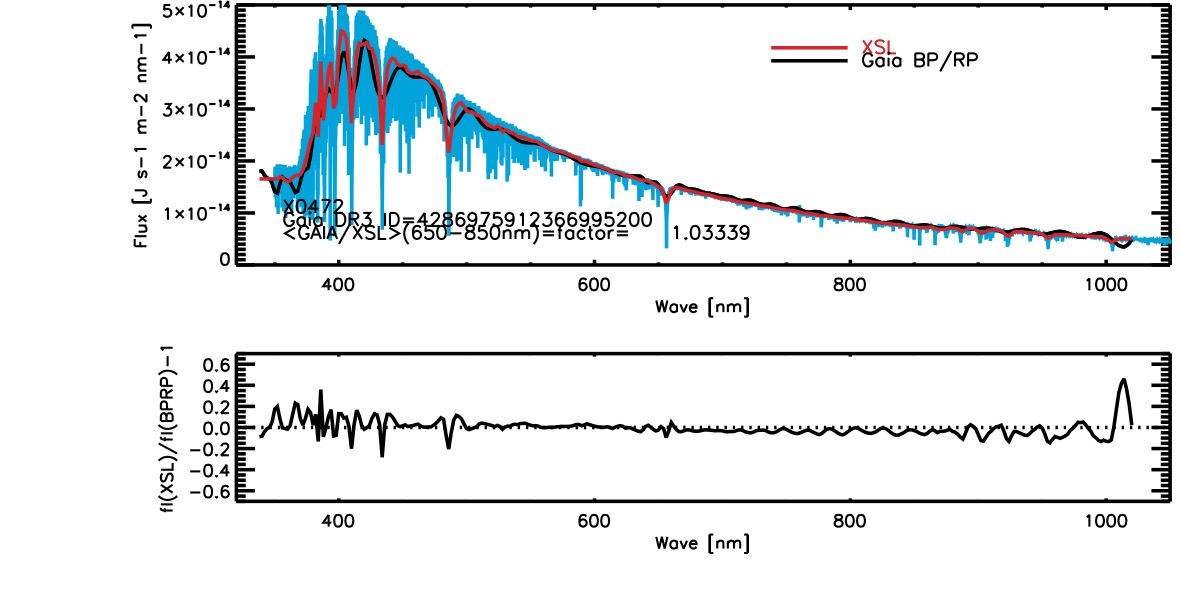 5×10-14
4×10-14
3×10-14
2×10-14
1×10-14
0
Flux [J s-1 m-2 nm-1]
XSL
Gaia BP/RP
X0472
Gaia DR3 ID=4286975912366995200
<GAIA/XSL>(650-850nm)=factor= 1.03339
400 600 800 1000
Wave [nm]
fl(XSL)/fl(BPRP)-1
0.6
0.4
0.2
0.0
-0.2
-0.4
-0.6
400 600 800 1000
Wave [nm]